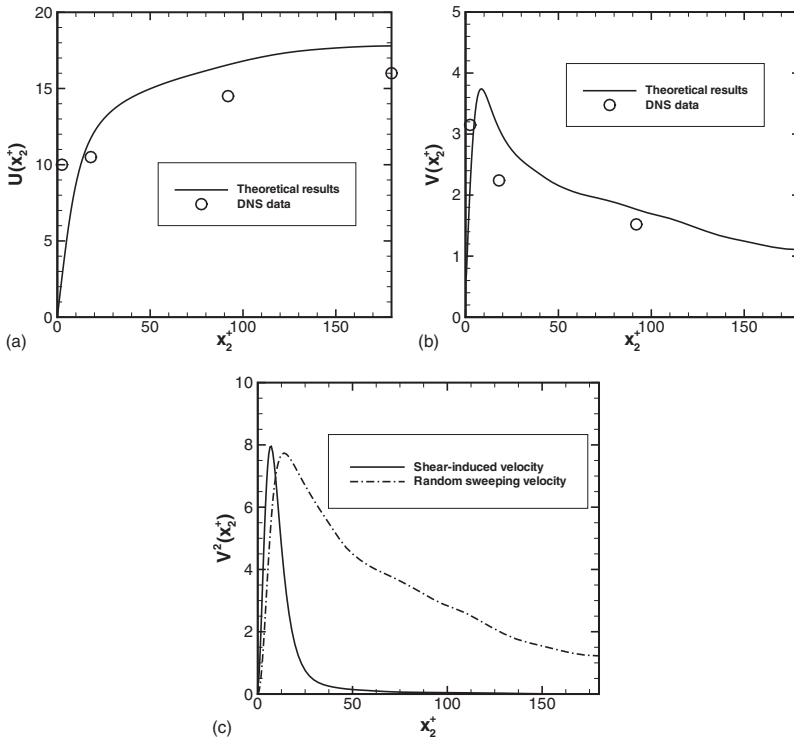 20
15
10
5
0
U(x₂⁺)
Theoretical results
DNS data
0 50 100 150
(a)
x₂⁺
5
4
3
2
1
0
V(x₂⁺)
Theoretical results
DNS data
0 50 100 150
(b)
x₂⁺
10
8
6
4
2
0
V²(x₂⁺)
Shear-induced velocity
Random sweeping velocity
0 50 100 150
(c)
x₂⁺